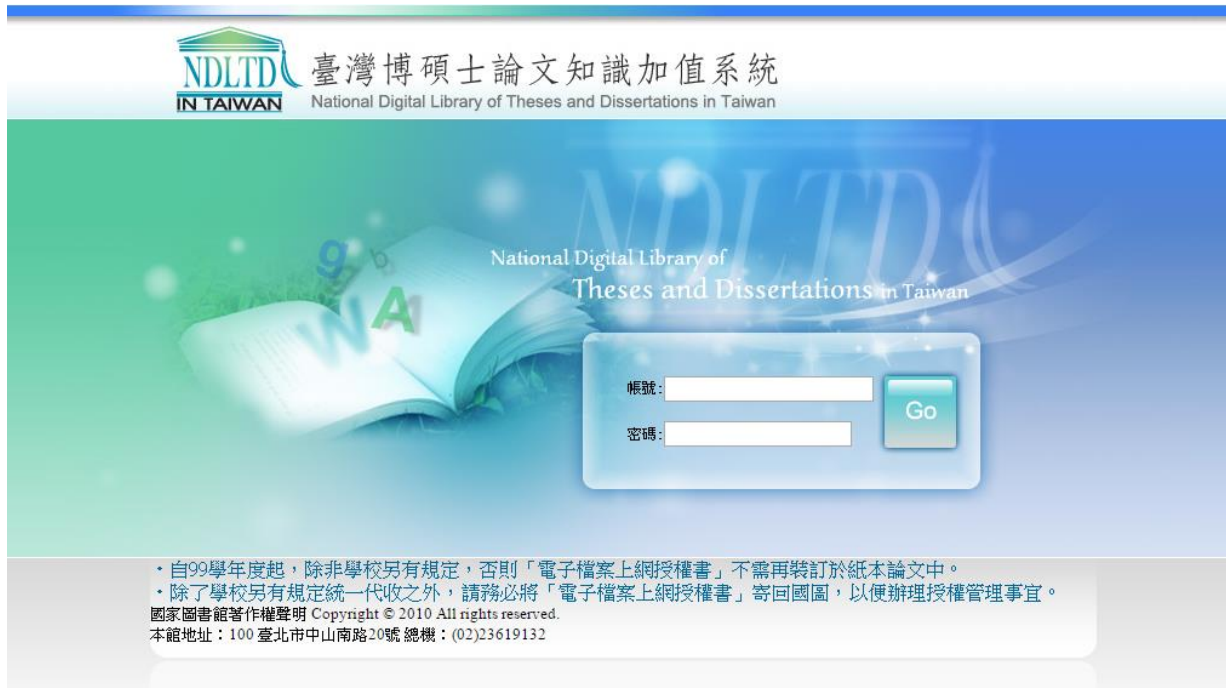 NDLTD
IN TAIWAN
臺灣博碩士論文知識加值系統
National Digital Library of Theses and Dissertations in Taiwan
NDLTD
National Digital Library of
Theses and Dissertations in Taiwan
g
b
W
A
帳號:
密碼:
Go
・自99學年度起，除非學校另有規定，否則「電子檔案上網授權書」不需再裝訂於紙本論文中。
・除了學校另有規定統一代收之外，請務必將「電子檔案上網授權書」寄回國圖，以便辦理授權管理事宜。
國家圖書館著作權聲明 Copyright © 2010 All rights reserved.
本館地址：100 臺北市中山南路20號 總機：(02)23619132